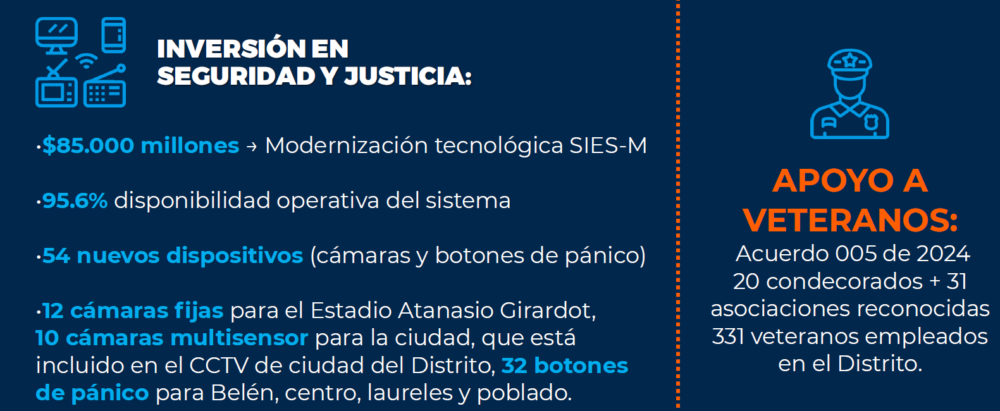 INVERSIÓN EN
SEGURIDAD Y JUSTICIA:
·$85.000 millones → Modernización tecnológica SIES-M
·95.6% disponibilidad operativa del sistema
·54 nuevos dispositivos (cámaras y botones de pánico)
·12 cámaras fijas para el Estadio Atanasio Girardot,
10 cámaras multisensor para la ciudad, que está
incluido en el CCTV de ciudad del Distrito, 32 botones
de pánico para Belén, centro, laureles y poblado.
APOYO A
VETERANOS:
Acuerdo 005 de 2024
20 condecorados + 31
asociaciones reconocidas
331 veteranos empleados
en el Distrito.